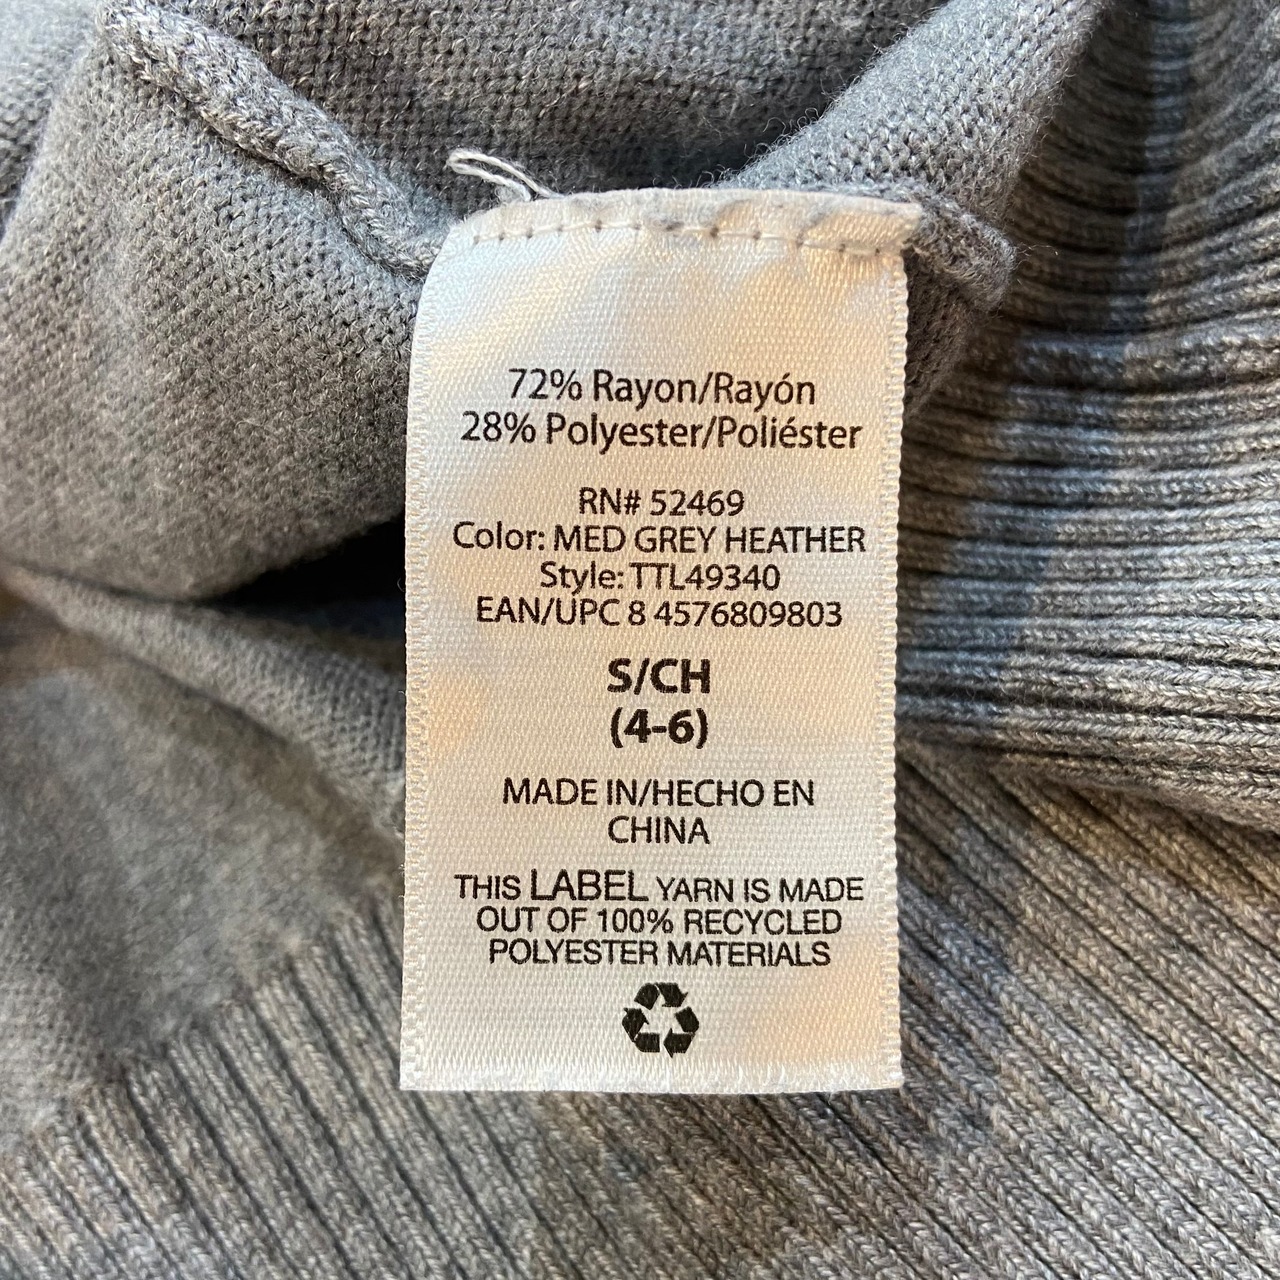 72% Rayon/Rayón
28% Polyester/Poliéster
RN# 52469
Color: MED GREY HEATHER
Style: TTL49340
EAN/UPC 8 4576809803
S/CH
(4-6)
MADE IN/HECHO EN
CHINA
THIS LABEL YARN IS MADE
OUT OF 100% RECYCLED
POLYESTER MATERIALS